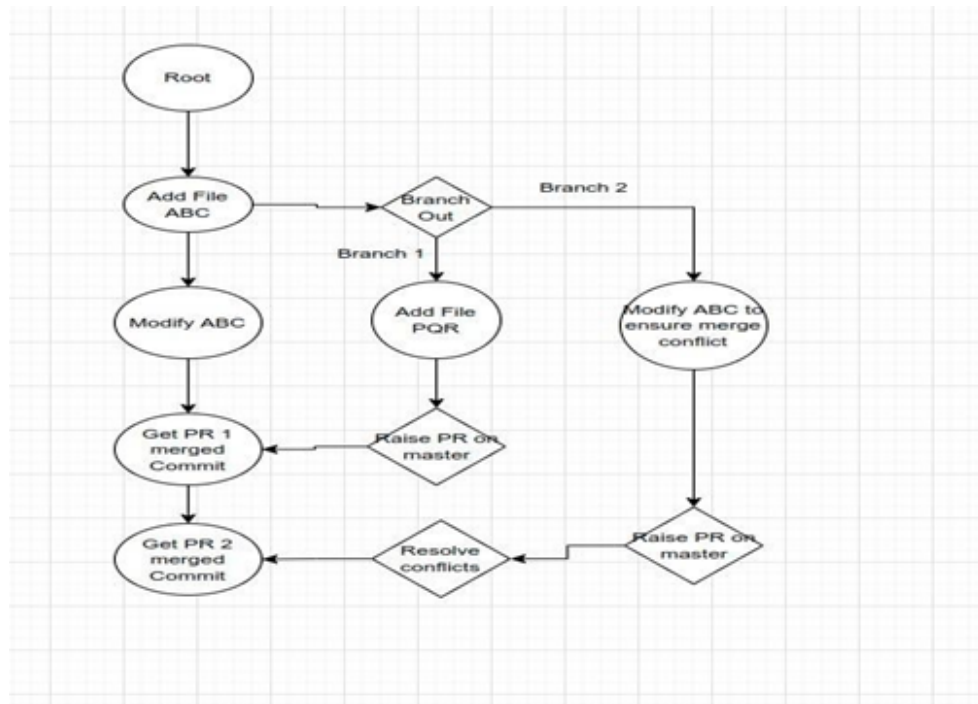 Root
Add File
ABC
Branch
Out
Branch 2
Branch 1
Modify ABC
Add File
PQR
Modify ABC to
ensure merge
conflict
Get PR 1
merged
Commit
Raise PR on
master
Get PR 2
merged
Commit
Resolve
conflicts
Raise PR on
master